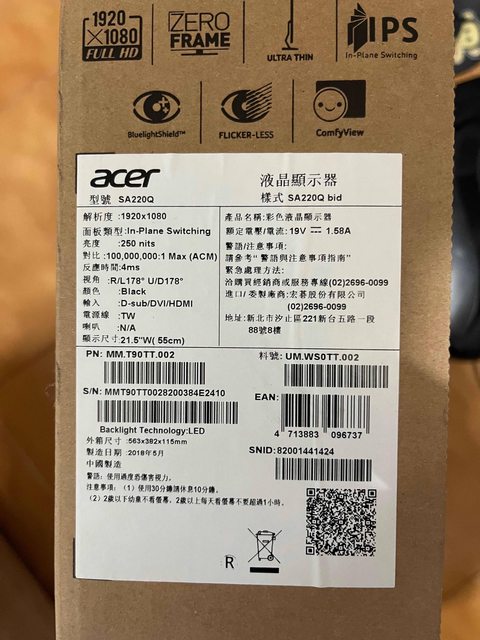 1920
X1080
FULL HD
ZERO
FRAME
ULTRA THIN
IPS
In-Plane Switching
BluelightShield™
FLICKER-LESS
ComfyView
acer
液晶顯示器
型號 SA220Q
樣式 SA220Q bid
解析度 :1920x1080
面板類型:In-Plane Switching
亮度 :250 nits
對比 :100,000,000:1 Max (ACM)
反應時間:4ms
視角 :R/L178° U/D178°
顏色 :Black
輸入 :D-sub/DVI/HDMI
電源線 :TW
喇叭 :N/A
顯示尺寸:21.5"W( 55cm)
產品名稱:彩色液晶顯示器
額定電壓/電流:19V ⎓ 1.58A
警語/注意事項:
請參考“ 警語與注意事項指南”
緊急處理方法:
洽購買經銷商或服務專線(02)2696-0099
進口/ 委製廠商:宏碁股份有限公司
(02)2696-0099
地址:新北市汐止區221新台五路一段
88號8樓
PN: MM.T90TT.002
料號: UM.WS0TT.002
S/N: MMT90TT0028200384E2410
EAN:
4 713883 096737
Backlight Technology:LED
外箱尺寸 :563x382x115mm
製造日期 :2018年5月
中國製造
SNID:82001441424
警語: 使用過度恐傷害視力。
注意事項: (1) 使用30分鐘請休息10分鐘。
(2) 2歲以下幼童不看螢幕，2歲以上每天看螢幕不要超過1小時。
R